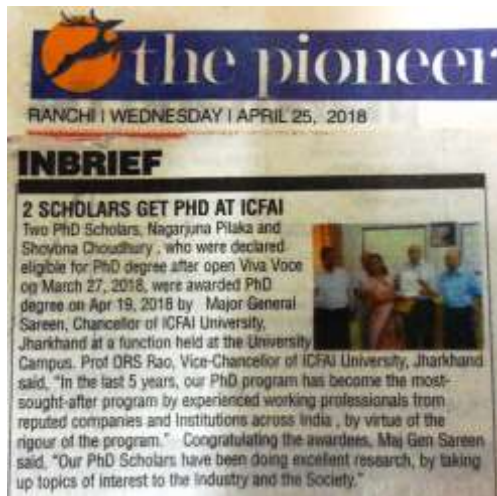 the pioneer
RANCHI I WEDNESDAY I APRIL 25, 2018
INBRIEF
2 SCHOLARS GET PHD AT ICFAI
Two PhD Scholars, Nagarjuna Pilaka and
Shovona Choudhury , who were declared
eligible for PhD degree after open Viva Voce
on March 27, 2018, were awarded PhD
degree on Apr 19, 2018 by Major General
Sareen, Chancellor of ICFAI University,
Jharkhand at a function held at the University
Campus. Prof ORS Rao, Vice-Chancellor of ICFAI University, Jharkhand
said, "In the last 5 years, our PhD program has become the most-
sought-after program by experienced working professionals from
reputed companies and Institutions across India , by virtue of the
rigour of the program." Congratulating the awardees, Maj Gen Sareen
said, "Our PhD Scholars have been doing excellent research, by taking
up topics of interest to the Industry and the Society."